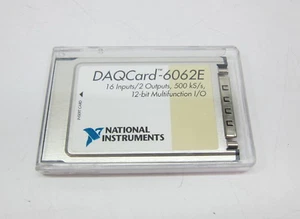 DAQCard™-6062E
16 Inputs/2 Outputs, 500 kS/s,
12-bit Multifunction I/O
NATIONAL
INSTRUMENTS